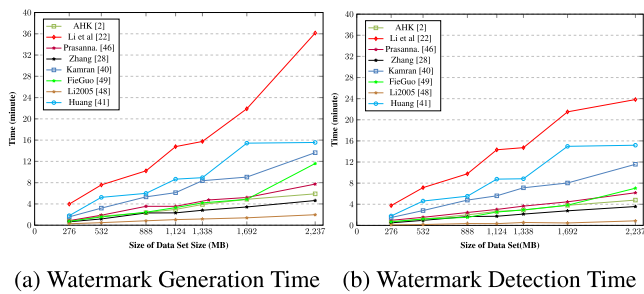 40
36
32
28
24
20
16
12
8
4
0
Time (minute)
AHK [2]
Li et al [22]
Prasanna. [46]
Zhang [28]
Kamran [40]
FieGuo [49]
Li2005 [48]
Huang [41]
0 276 532 888 1,124 1,338 1,692 2,237
Size of Data Set Size (MB)
(a) Watermark Generation Time
40
36
32
28
24
20
16
12
8
4
0
Time (minute)
AHK [2]
Li et al [22]
Prasanna. [46]
Zhang [28]
Kamran [40]
FieGuo [49]
Li2005 [48]
Huang [41]
0 276 532 888 1,124 1,338 1,692 2,237
Size of Data Set(MB)
(b) Watermark Detection Time